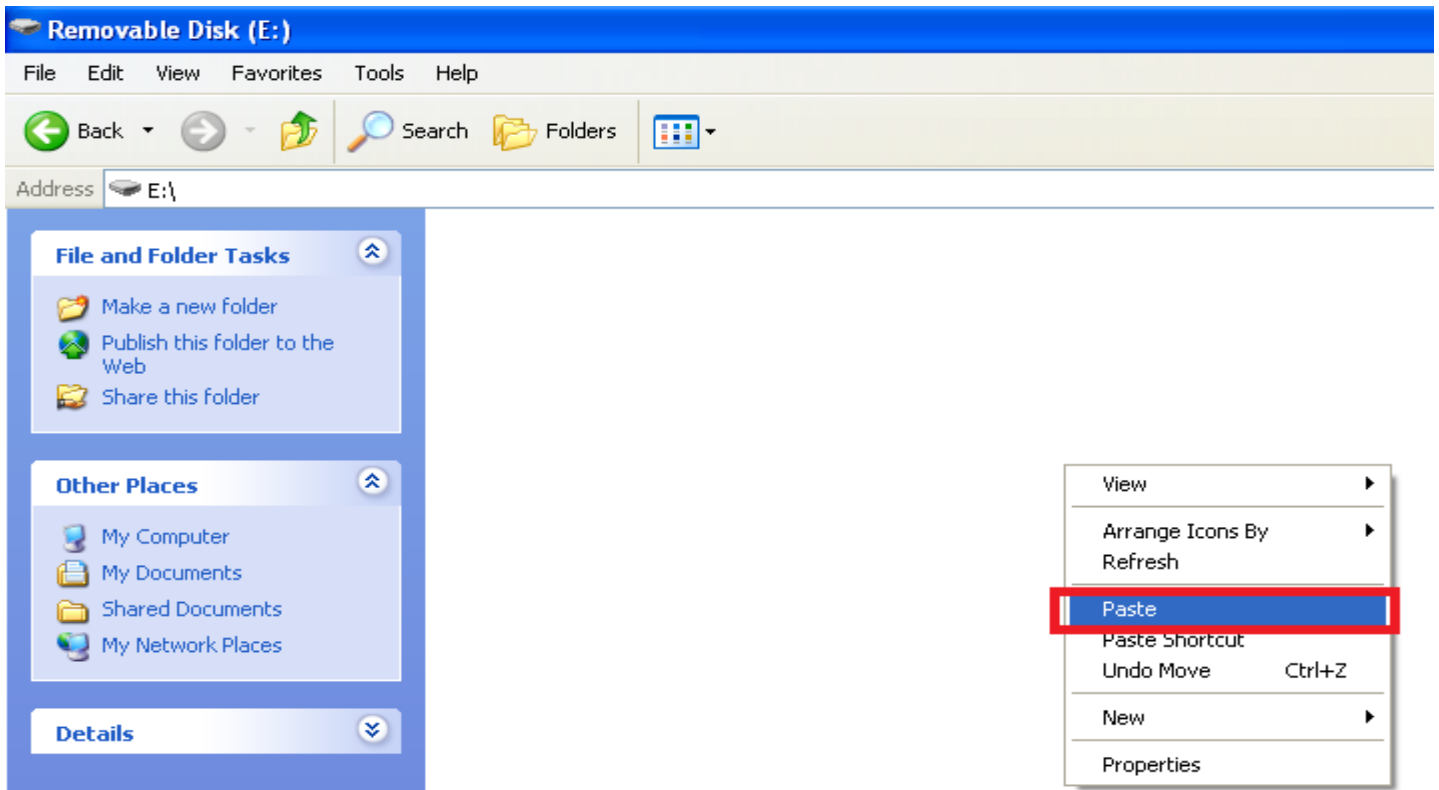 Removable Disk (E:)
File Edit View Favorites Tools Help
Back Search Folders
Address E:\
File and Folder Tasks
Make a new folder
Publish this folder to the
Web
Share this folder
Other Places
My Computer
My Documents
Shared Documents
My Network Places
Details
View
Arrange Icons By
Refresh
Paste
Paste Shortcut
Undo Move Ctrl+Z
New
Properties